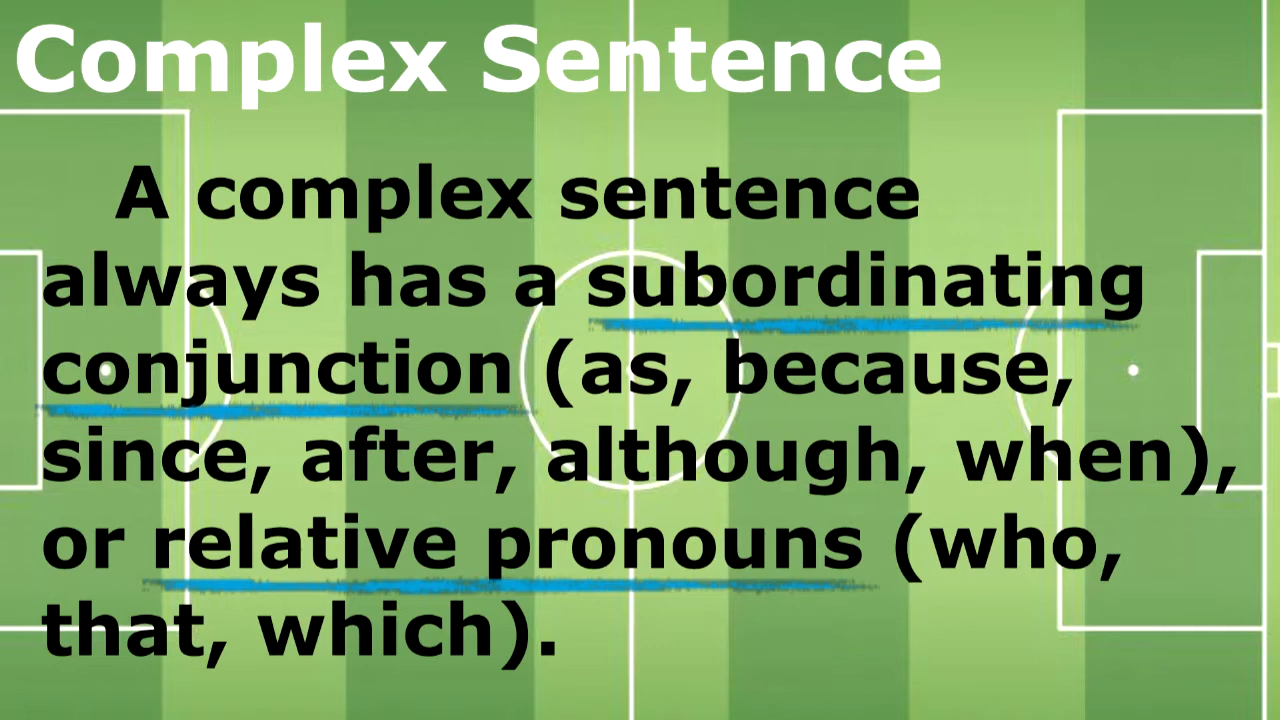 Complex Sentence
A complex sentence
always has a subordinating
conjunction (as, because,
since, after, although, when),
or relative pronouns (who,
that, which).